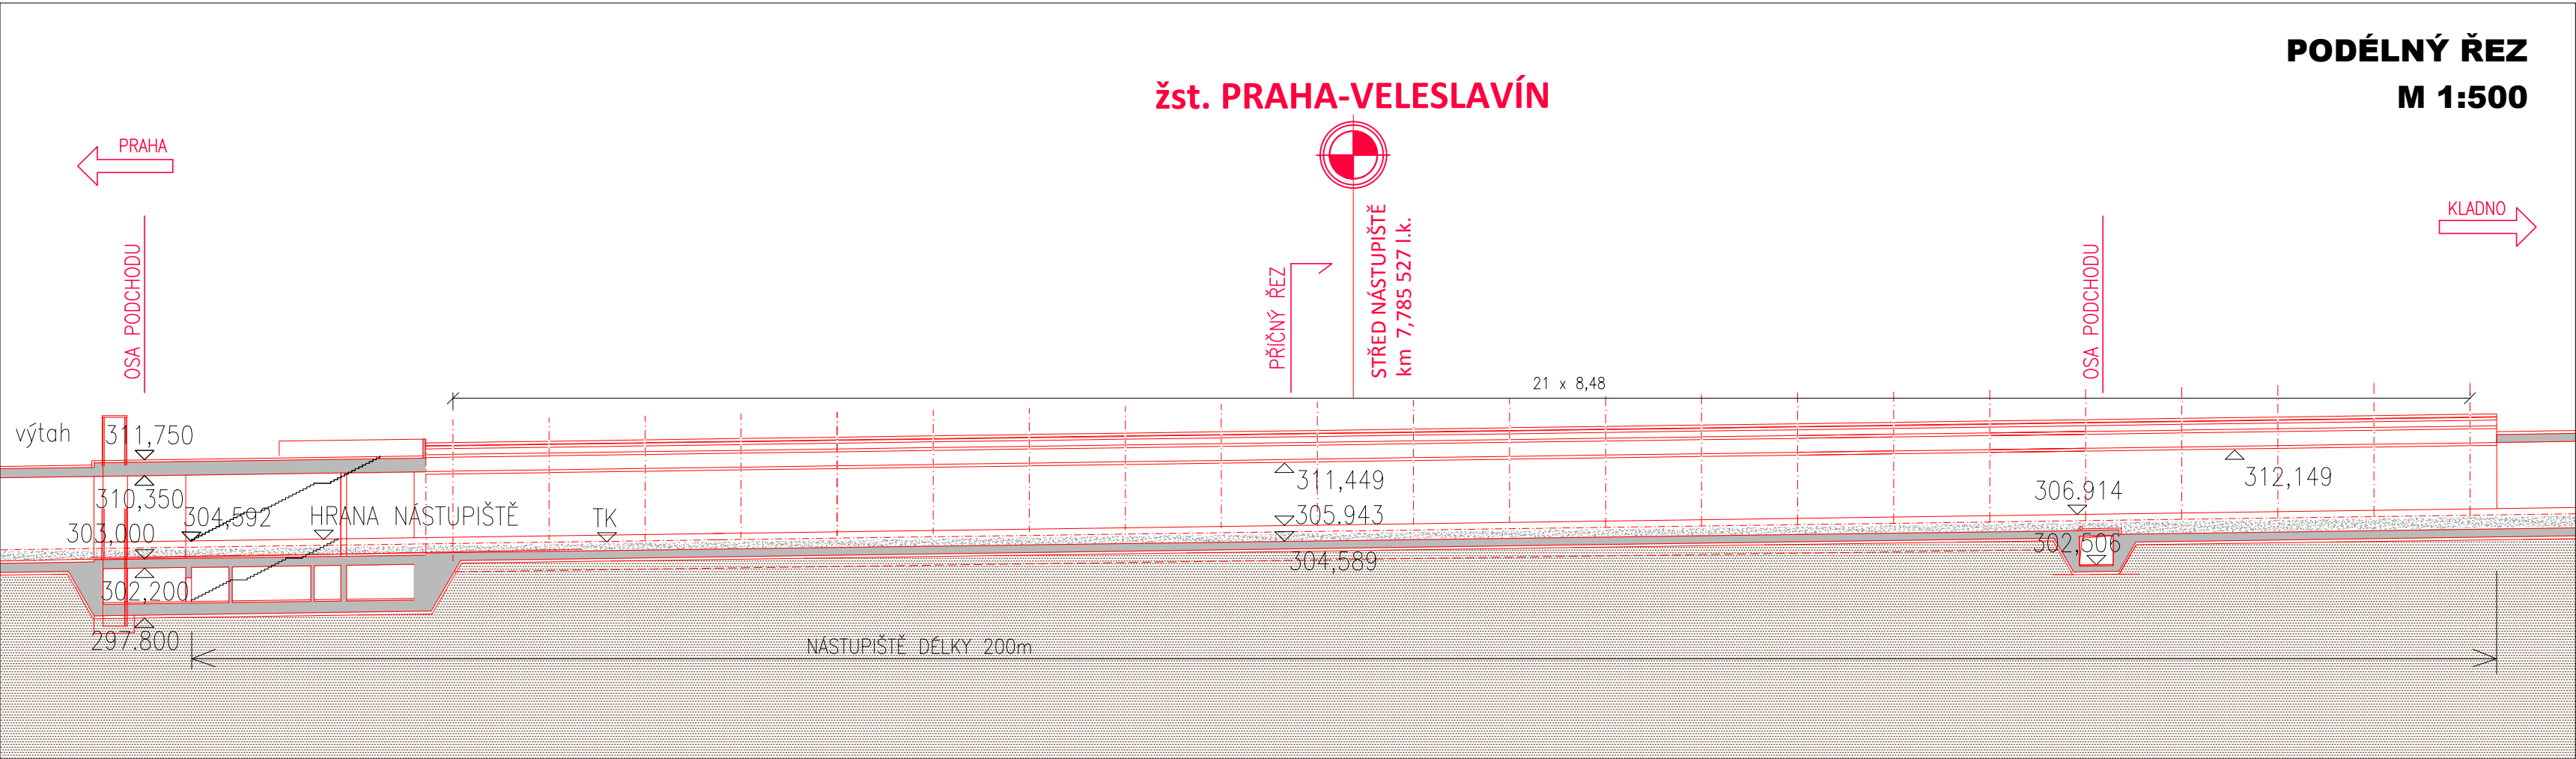 PODÉLNÝ ŘEZ
M 1:500
žst. PRAHA-VELESLAVÍN
PRAHA
KLADNO
OSA PODCHODU
PŘÍČNÝ ŘEZ
STŘED NÁSTUPIŠTĚ
km 7,785 527 l.k.
OSA PODCHODU
21 x 8,48
výtah
311,750
310,350
303,000
304,592
HRANA NÁSTUPIŠTĚ
TK
311,449
305.943
304,589
306.914
312,149
302,506
302,200
297.800
NÁSTUPIŠTĚ DÉLKY 200m